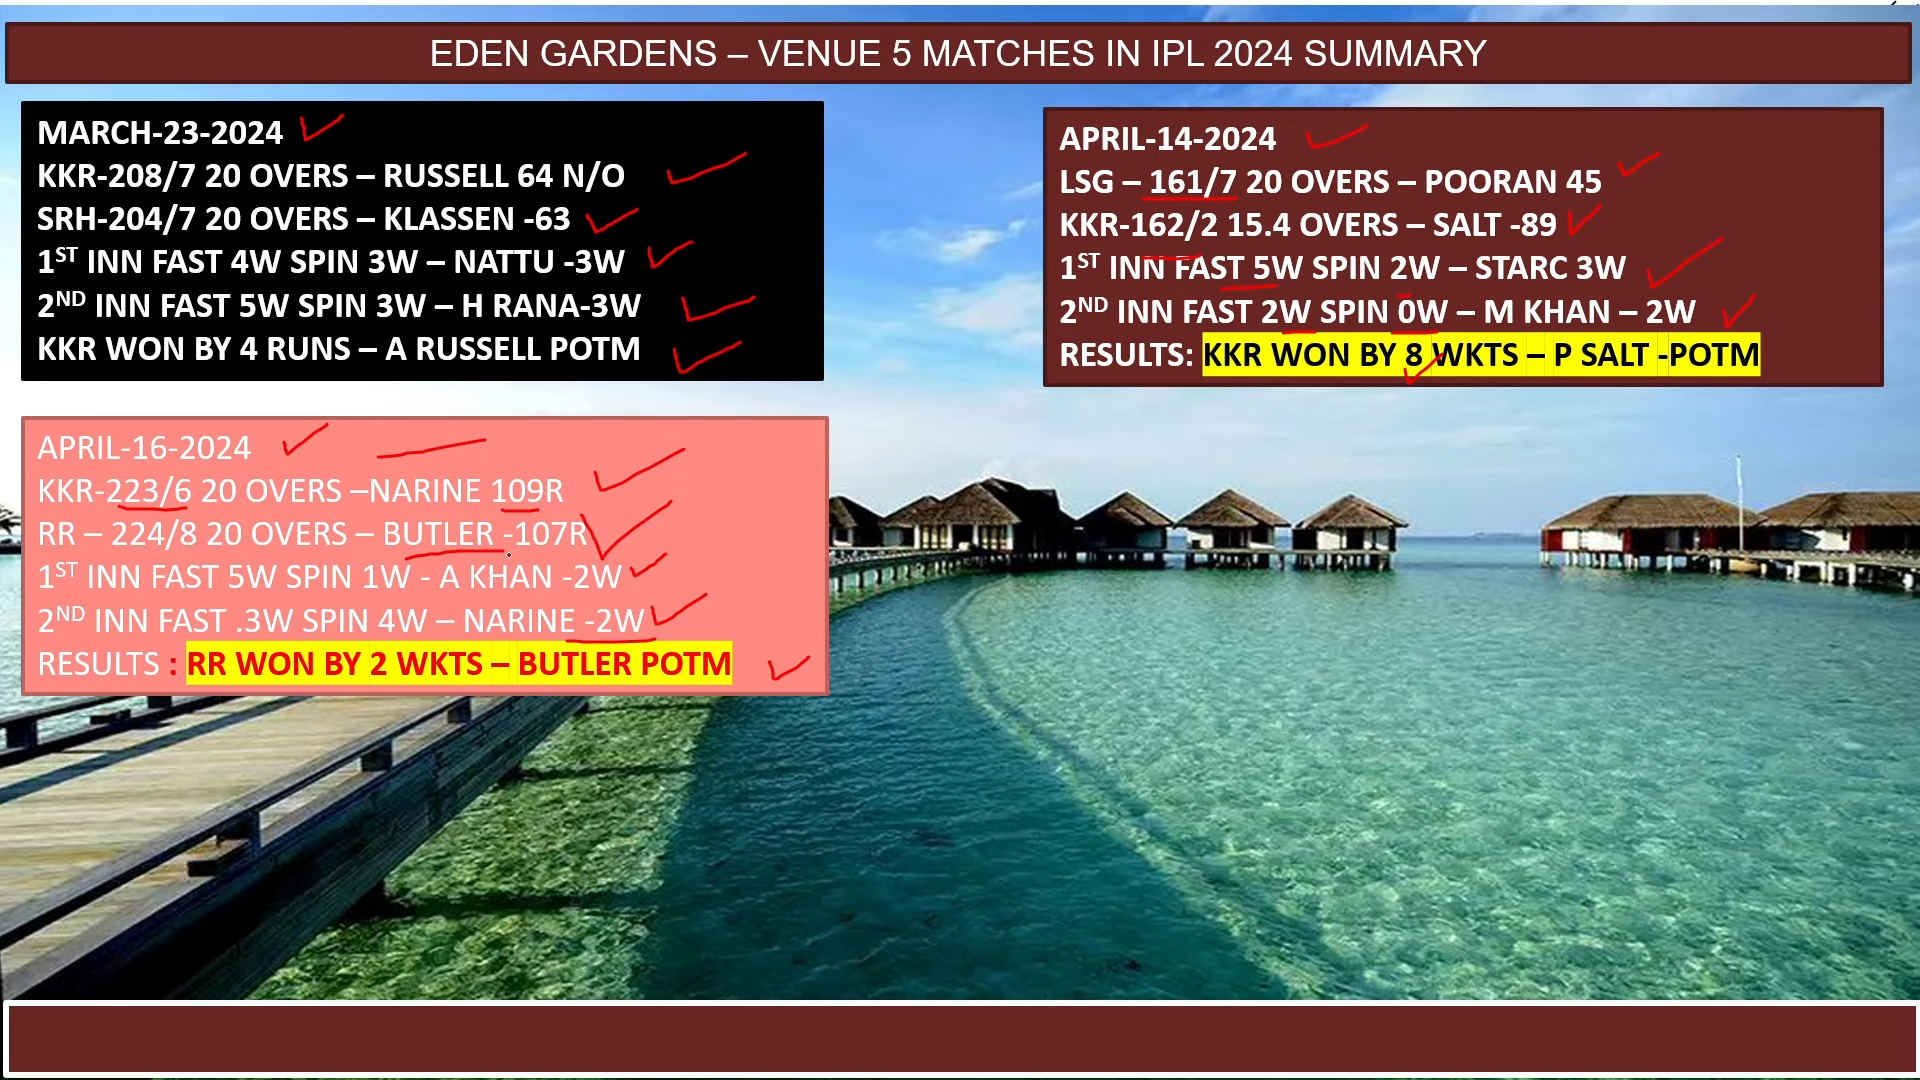 EDEN GARDENS – VENUE 5 MATCHES IN IPL 2024 SUMMARY
MARCH-23-2024
KKR-208/7 20 OVERS – RUSSELL 64 N/O
SRH-204/7 20 OVERS – KLASSEN -63
1ST INN FAST 4W SPIN 3W – NATTU -3W
2ND INN FAST 5W SPIN 3W – H RANA-3W
KKR WON BY 4 RUNS – A RUSSELL POTM
APRIL-14-2024
LSG – 161/7 20 OVERS – POORAN 45
KKR-162/2 15.4 OVERS – SALT -89
1ST INN FAST 5W SPIN 2W – STARC 3W
2ND INN FAST 2W SPIN 0W – M KHAN – 2W
RESULTS: KKR WON BY 8 WKTS – P SALT -POTM
APRIL-16-2024
KKR-223/6 20 OVERS –NARINE 109R
RR – 224/8 20 OVERS – BUTLER -107R
1ST INN FAST 5W SPIN 1W - A KHAN -2W
2ND INN FAST .3W SPIN 4W – NARINE -2W
RESULTS : RR WON BY 2 WKTS – BUTLER POTM